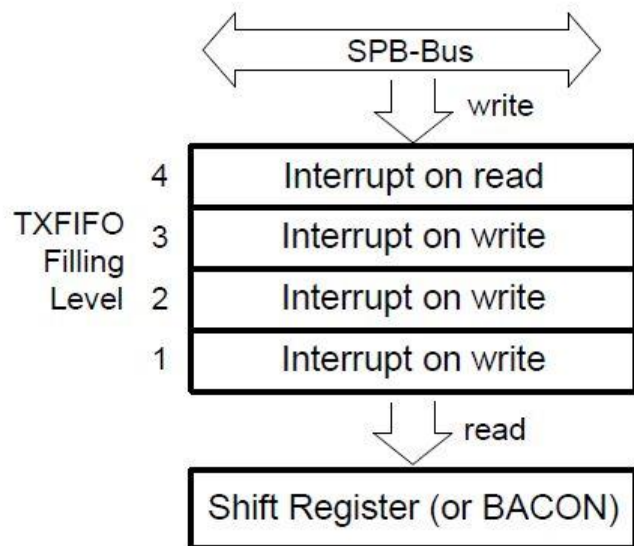 SPB-Bus
write
4 Interrupt on read
TXFIFO
Filling
Level
3 Interrupt on write
2 Interrupt on write
1 Interrupt on write
read
Shift Register (or BACON)